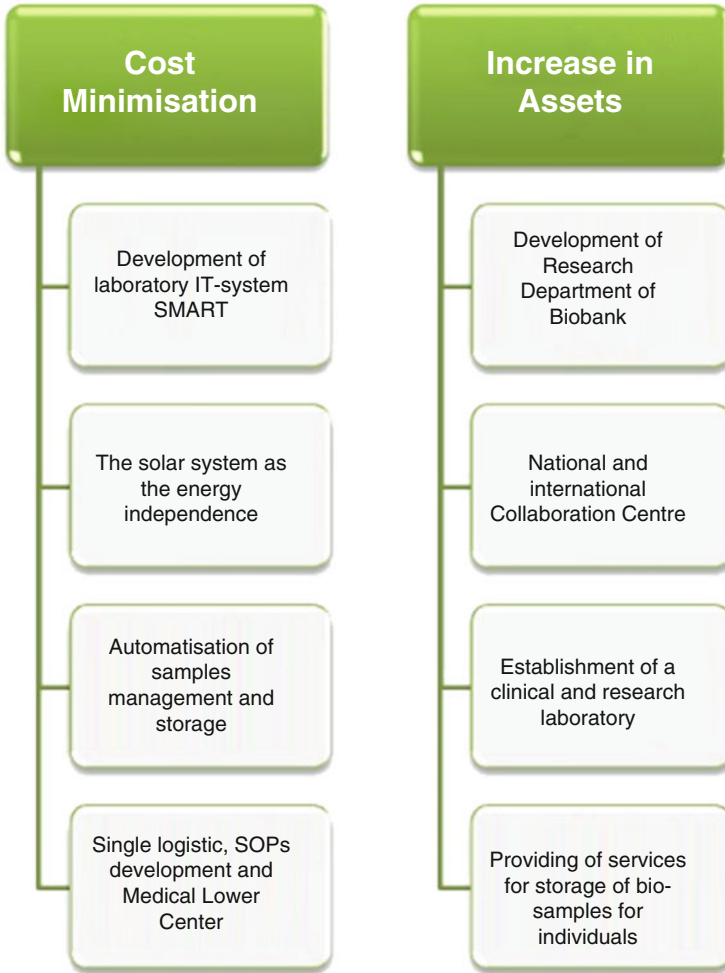 Cost
Minimisation
Development of
laboratory IT-system
SMART
The solar system as
the energy
independence
Automatisation of
samples
management and
storage
Single logistic, SOPs
development and
Medical Lower
Center
Increase in
Assets
Development of
Research
Department of
Biobank
National and
international
Collaboration Centre
Establishment of a
clinical and research
laboratory
Providing of services
for storage of bio-
samples for
individuals